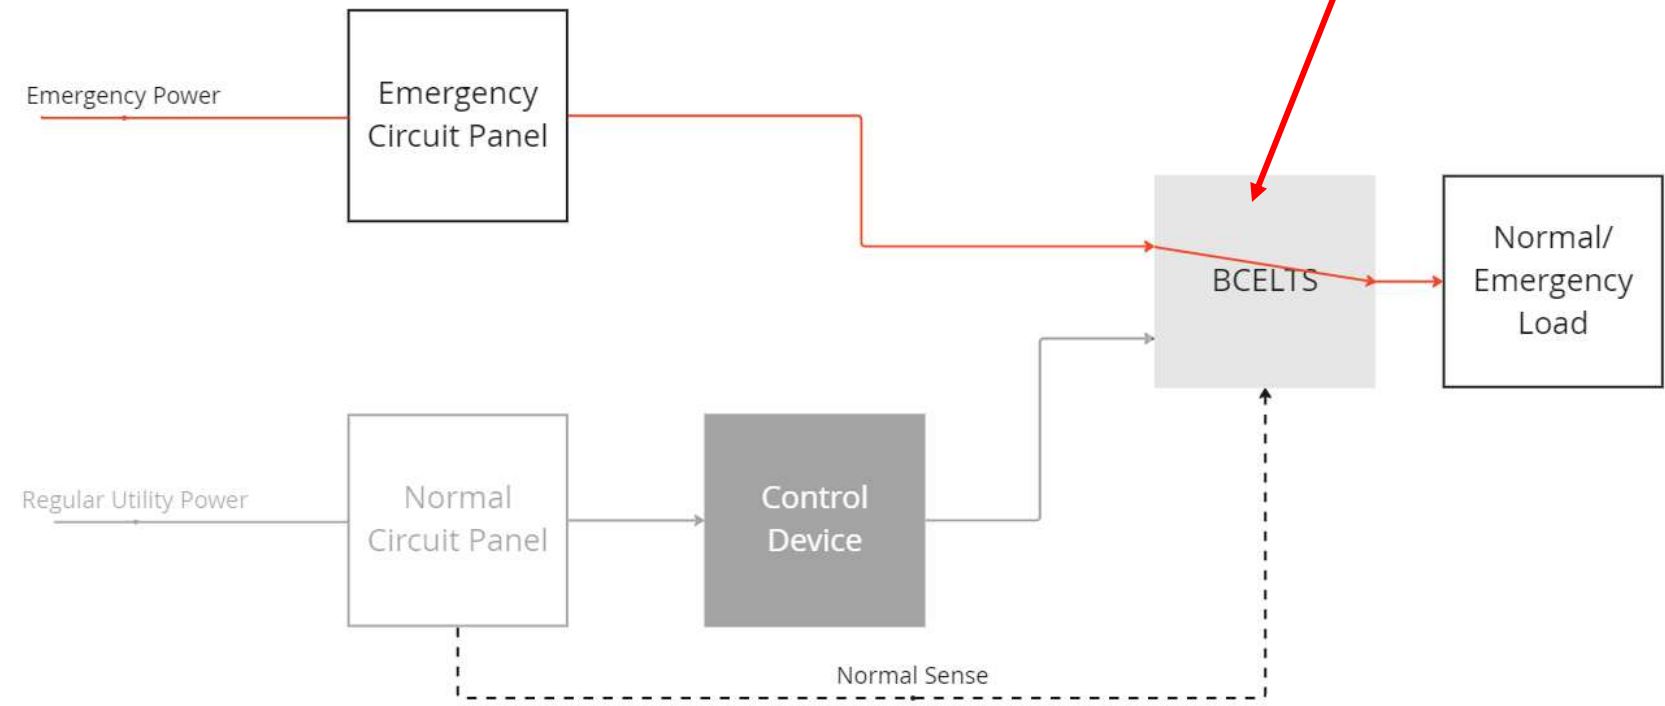 Emergency Power
Emergency
Circuit Panel
BCELTS
Normal/
Emergency
Load
Regular Utility Power
Normal
Circuit Panel
Control
Device
Normal Sense